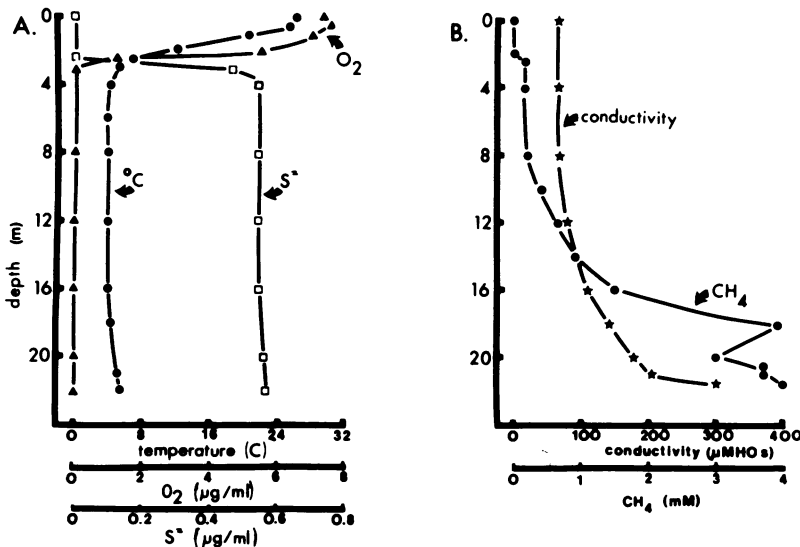 A.
0
4
8
12
16
20
depth (m)
O2
°C
S=
0 8 16 24 32
temperature (C)
0 2 4 6 8
O2 (µg/ml)
0 0.2 0.4 0.6 0.8
S= (µg/ml)
B.
0
4
8
12
16
20
conductivity
CH4
0 100 200 300 400
conductivity (µMHOs)
0 1 2 3 4
CH4 (mM)